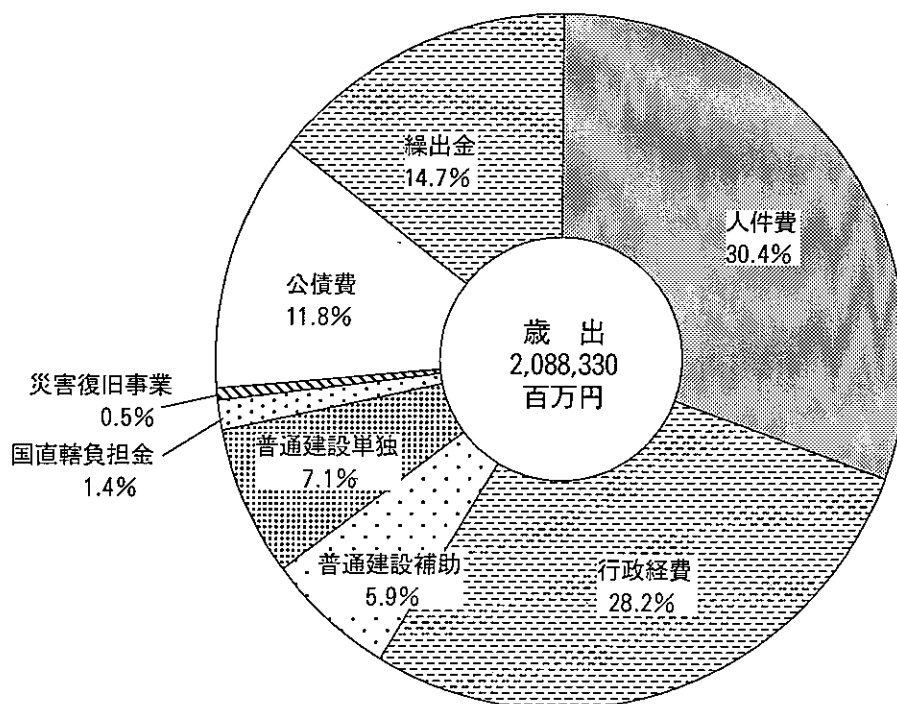 繰出金
14.7%
人件費
30.4%
公債費
11.8%
歳 出
2,088,330
百万円
災害復旧事業
0.5%
国直轄負担金
1.4%
普通建設単独
7.1%
普通建設補助
5.9%
行政経費
28.2%